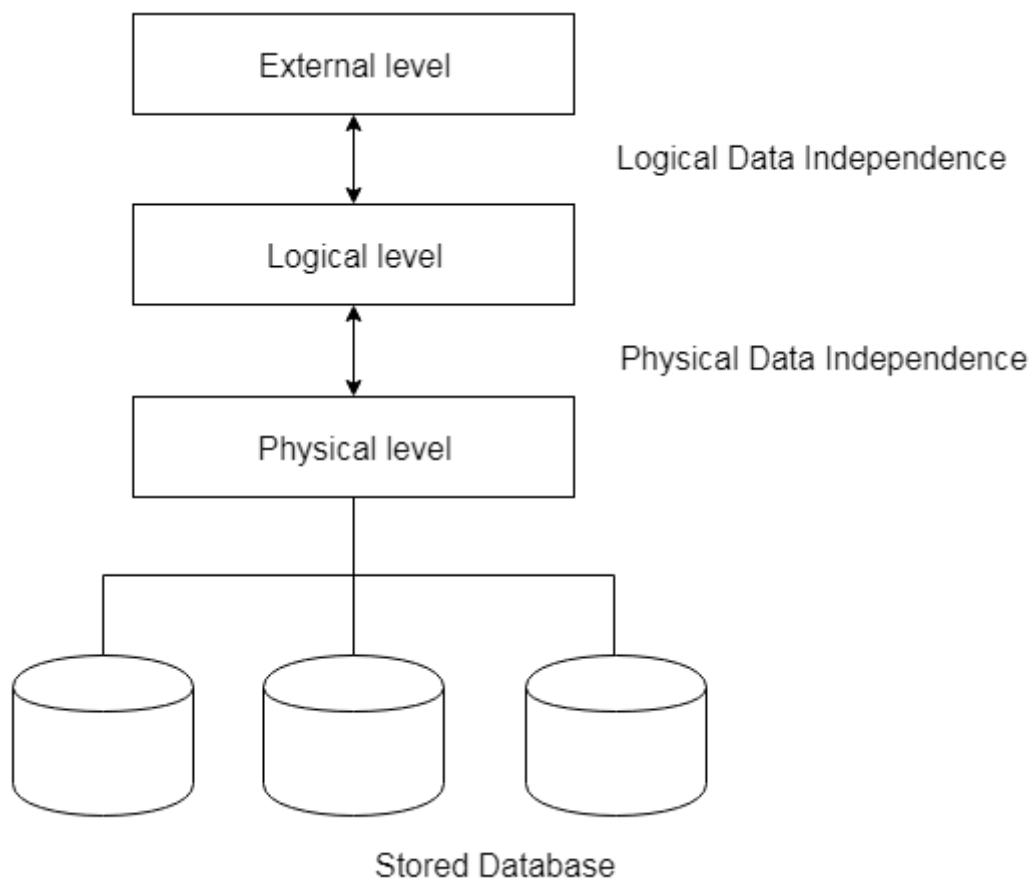 External level
Logical Data Independence
Logical level
Physical Data Independence
Physical level
Stored Database